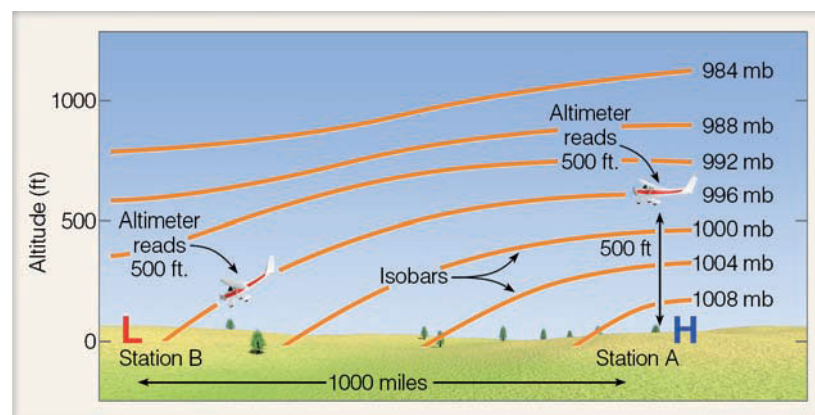 984 mb
1000
Altimeter
reads
500 ft.
988 mb
992 mb
996 mb
Altitude (ft)
500
Altimeter
reads
500 ft.
500 ft
1000 mb
Isobars
1004 mb
1008 mb
0
L
H
Station B
Station A
1000 miles